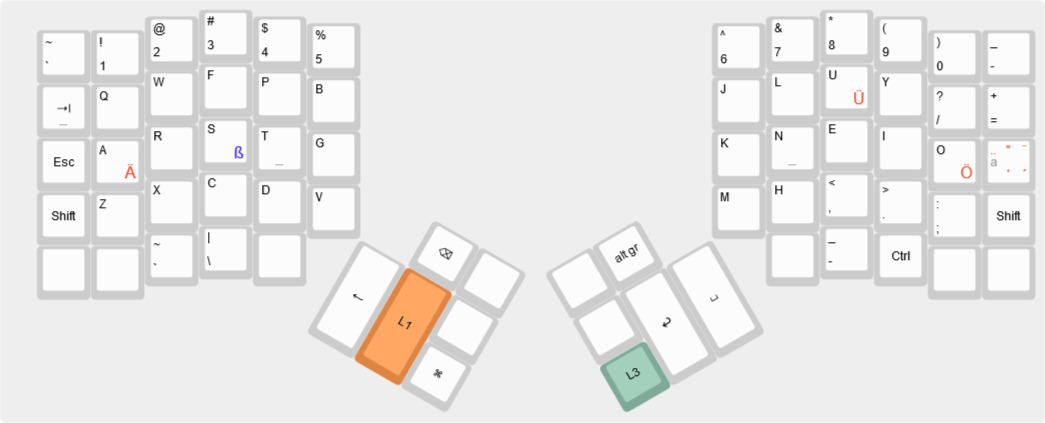 ~ ! @ # $ %
` 1 2 3 4 5
^ & * ( ) _
6 7 8 9 0 -
→| Q W F P B
_
J L U Ü Y ? / + =
Esc A Ä R S ß T _ G
K N _ E I O Ö a
Shift Z X C D V
M H < , > . : ; Shift
~ ` | \
_ - Ctrl
⌫
alt gr
←
L1
⌘
↵
␣
L3